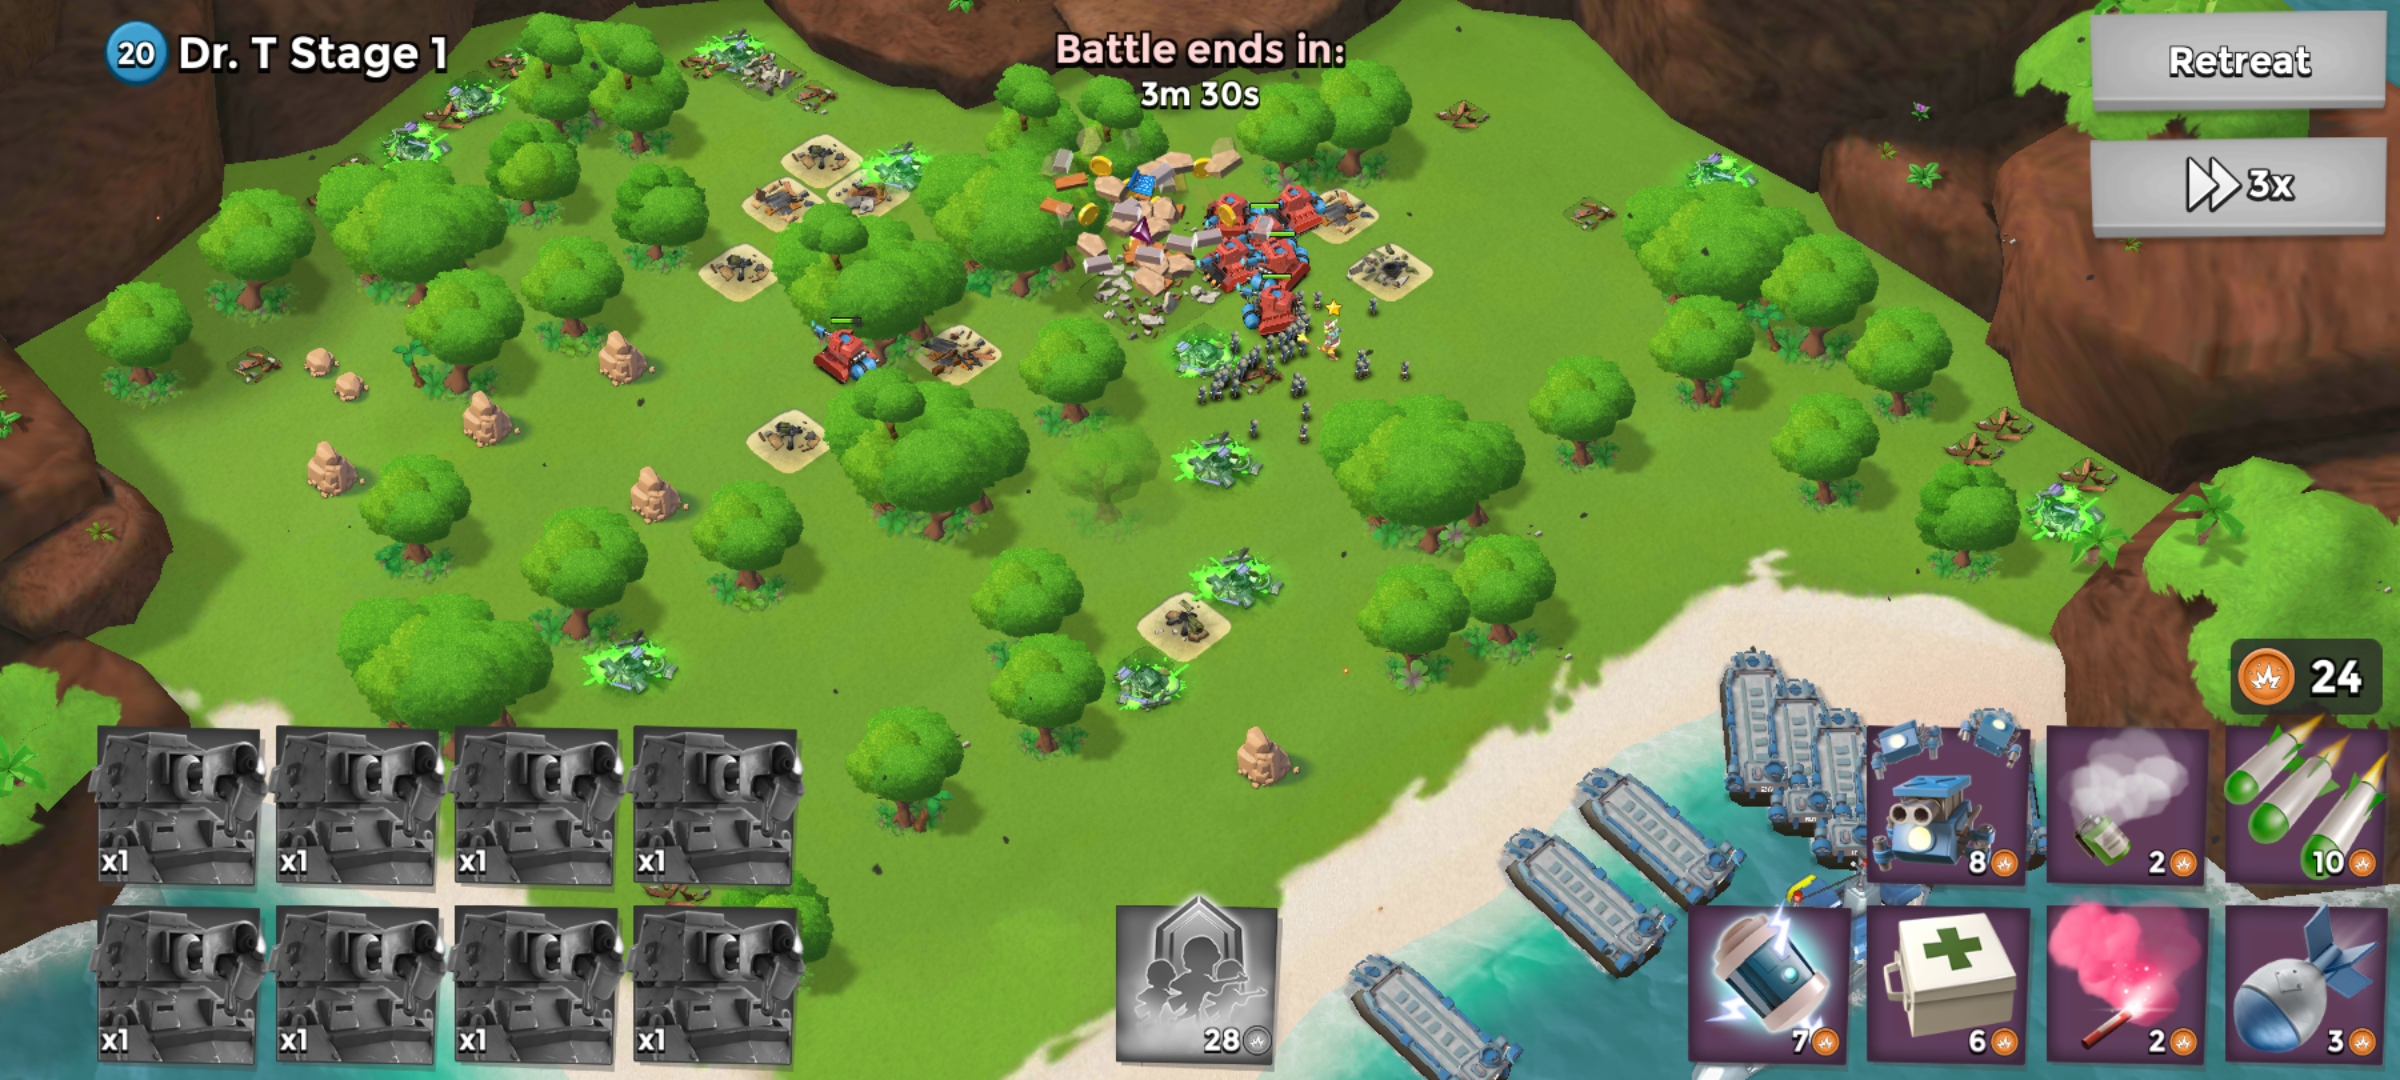 20 Dr. T Stage 1
Battle ends in:
3m 30s
Retreat
3x
24
x1 x1 x1 x1
8 2 10
x1 x1 x1 x1
28
7 6 2 3